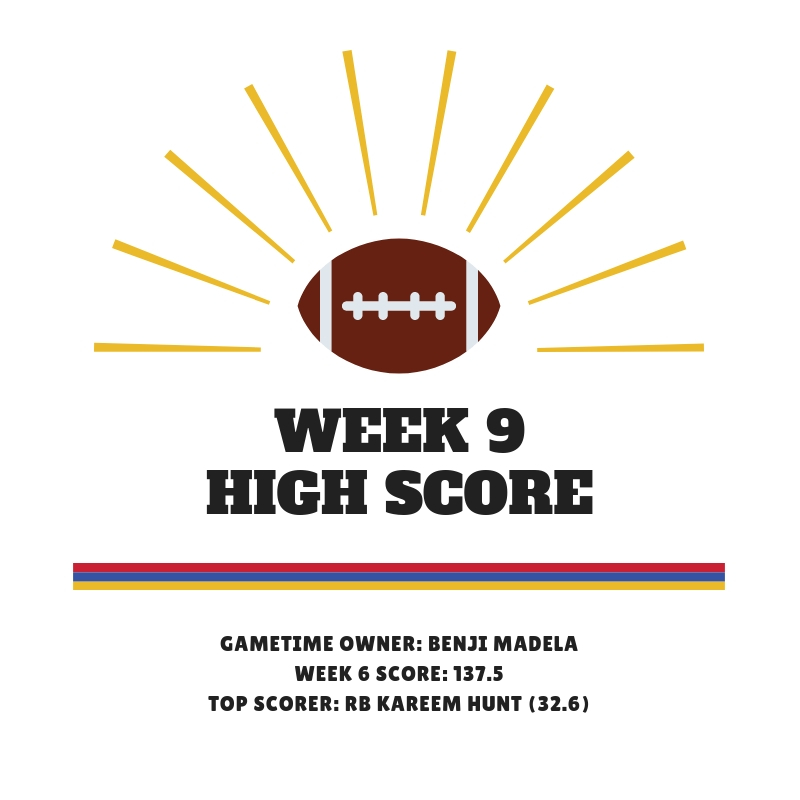 WEEK 9
HIGH SCORE
GAMETIME OWNER: BENJI MADELA
WEEK 6 SCORE: 137.5
TOP SCORER: RB KAREEM HUNT (32.6)